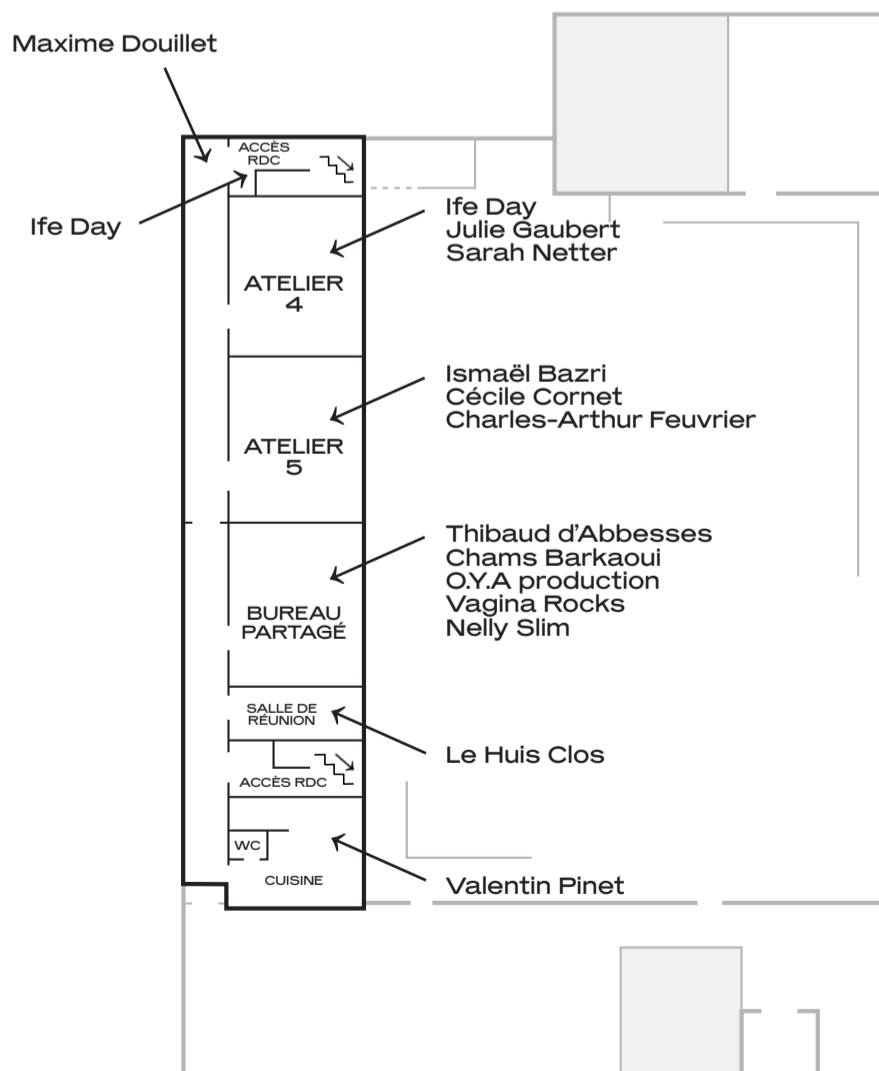 Maxime Douillet
ACCÈS
RDC
Ife Day
Ife Day
Julie Gaubert
Sarah Netter
ATELIER
4
Ismaël Bazri
Cécile Cornet
Charles-Arthur Feuvrier
ATELIER
5
Thibaud d'Abbesses
Chams Barkaoui
O.Y.A production
Vagina Rocks
Nelly Slim
BUREAU
PARTAGÉ
SALLE DE
RÉUNION
Le Huis Clos
ACCÈS RDC
WC
CUISINE
Valentin Pinet